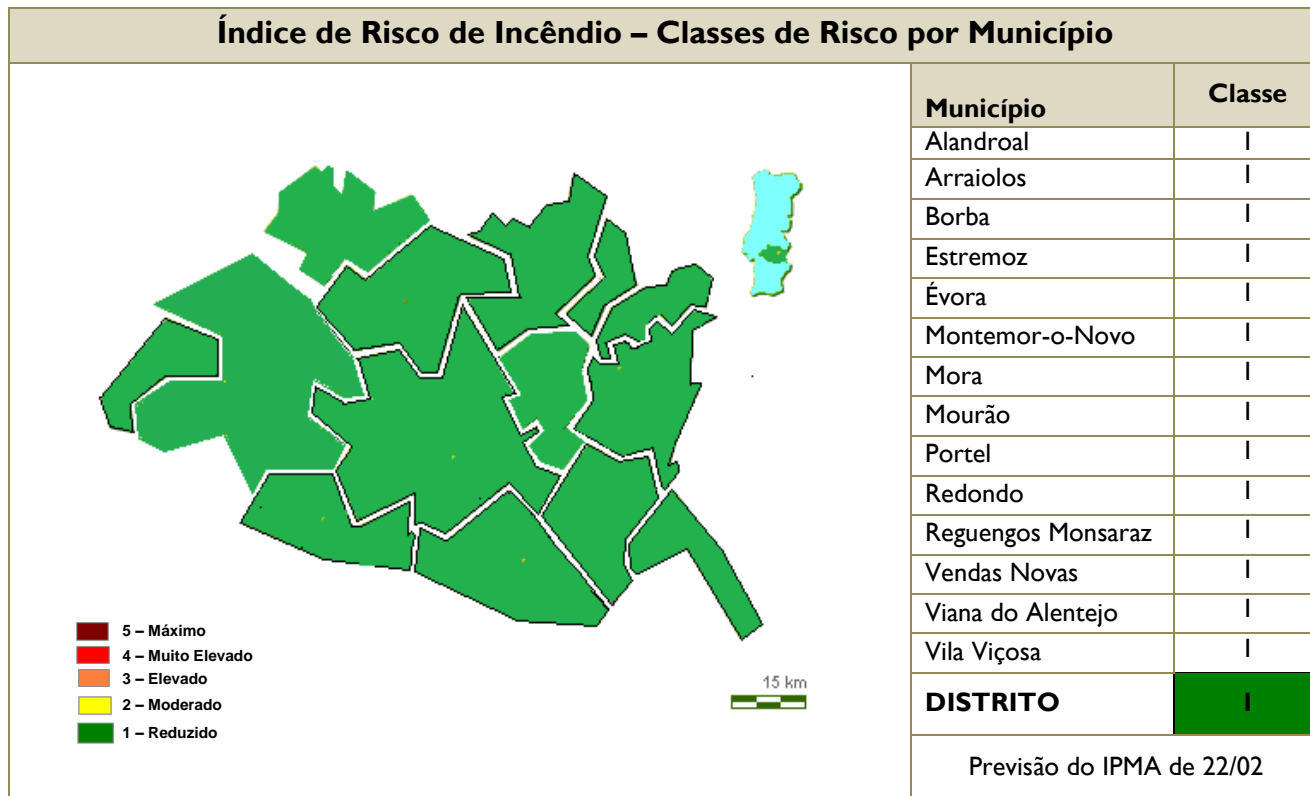 Índice de Risco de Incêndio – Classes de Risco por Município
Município Classe
Alandroal 1
Arraiolos 1
Borba 1
Estremoz 1
Évora 1
Montemor-o-Novo 1
Mora 1
Mourão 1
Portel 1
Redondo 1
Reguengos Monsaraz 1
Vendas Novas 1
Viana do Alentejo 1
Vila Viçosa 1
DISTRITO 1
Previsão do IPMA de 22/02
5 – Máximo
4 – Muito Elevado
3 – Elevado
2 – Moderado
1 – Reduzido
15 km